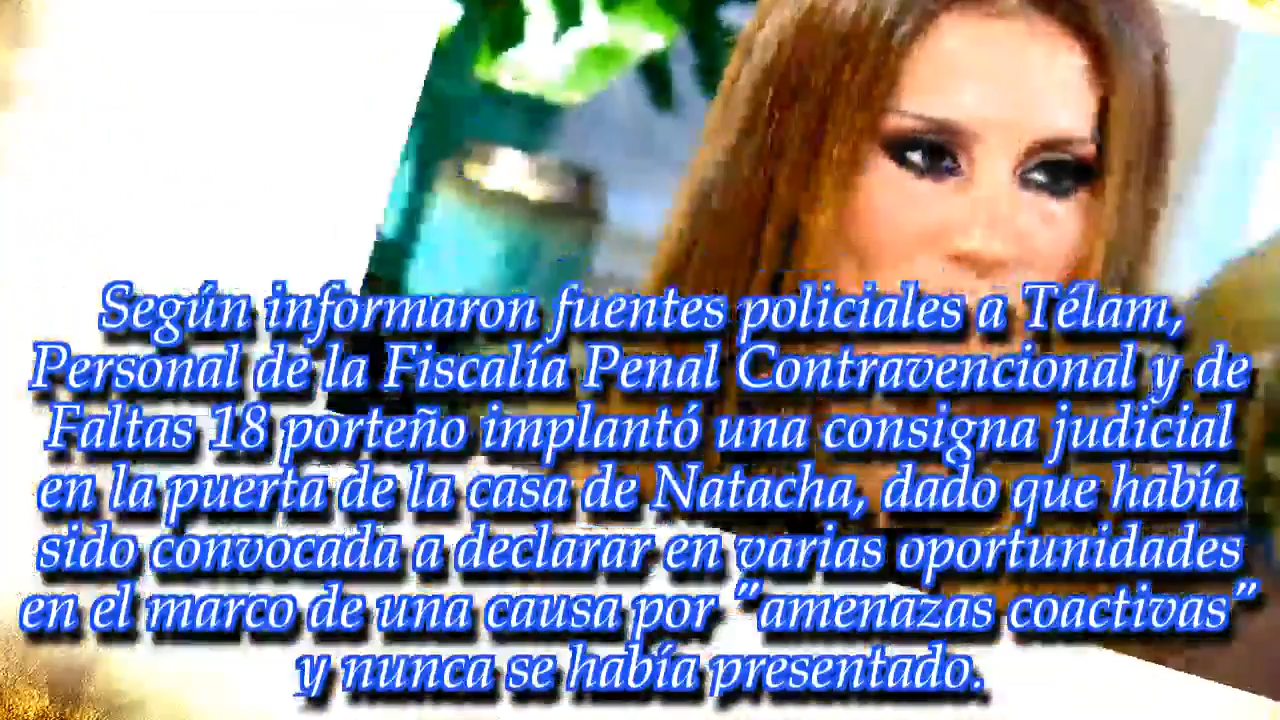 Según informaron fuentes policiales a Télam,
Personal de la Fiscalía Penal Contravencional y de
Faltas 18 porteño implantó una consigna judicial
en la puerta de la casa de Natacha, dado que había
sido convocada a declarar en varias oportunidades
en el marco de una causa por "amenazas coactivas"
y nunca se había presentado.